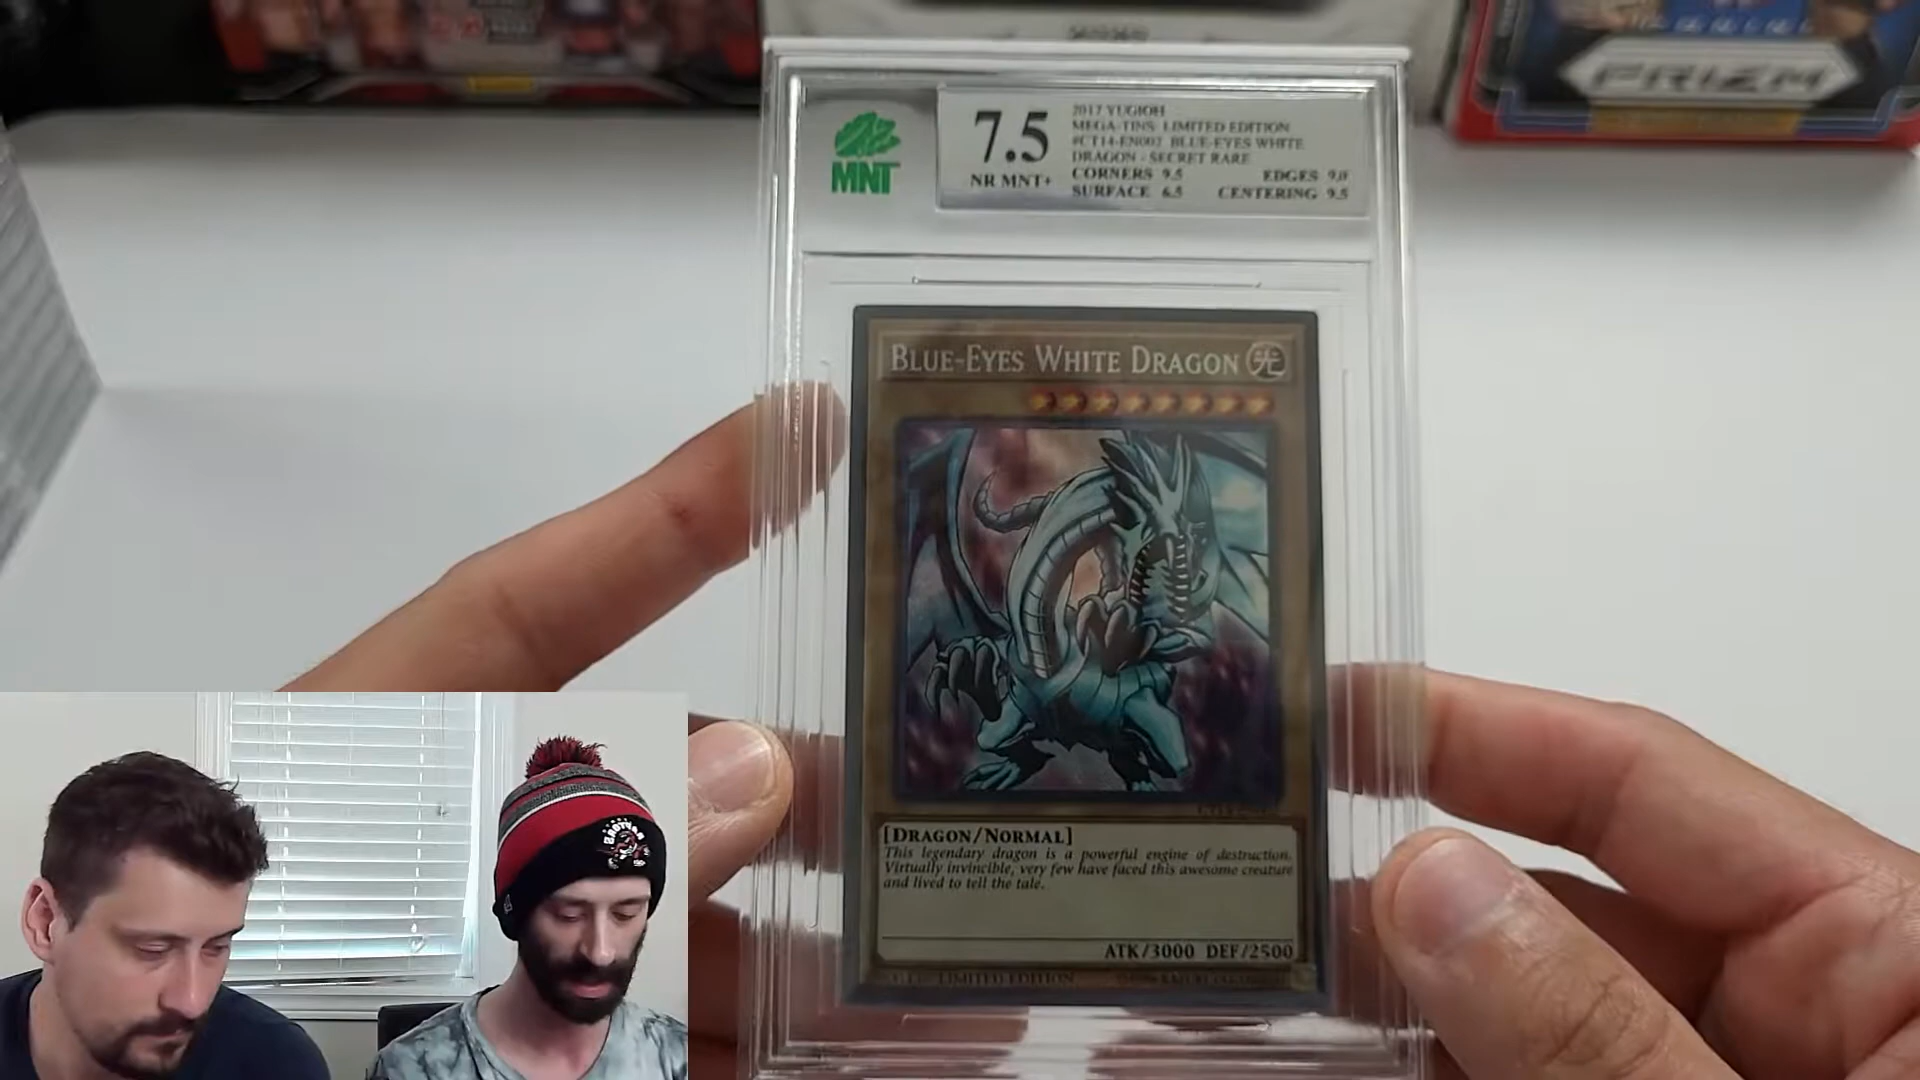 PRIZM
MNT
7.5
NR MNT+
2017 YUGIOH
MEGA-TINS: LIMITED EDITION
#CT14-EN002 BLUE-EYES WHITE
DRAGON - SECRET RARE
CORNERS 9.5 EDGES 9.0
SURFACE 6.5 CENTERING 9.5
BLUE-EYES WHITE DRAGON 光
[DRAGON/NORMAL]
This legendary dragon is a powerful engine of destruction.
Virtually invincible, very few have faced this awesome creature
and lived to tell the tale.
ATK/3000 DEF/2500
LIMITED EDITION
RAPTORS